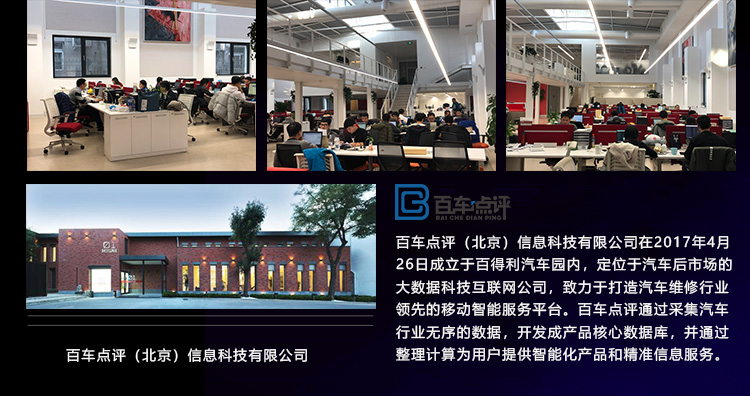 百车点评
BAI CHE DIAN PING
百车点评（北京）信息科技有限公司在2017年4月
26日成立于百得利汽车园内，定位于汽车后市场的
大数据科技互联网公司，致力于打造汽车维修行业
领先的移动智能服务平台。百车点评通过采集汽车
行业无序的数据，开发成产品核心数据库，并通过
整理计算为用户提供智能化产品和精准信息服务。
百车点评（北京）信息科技有限公司